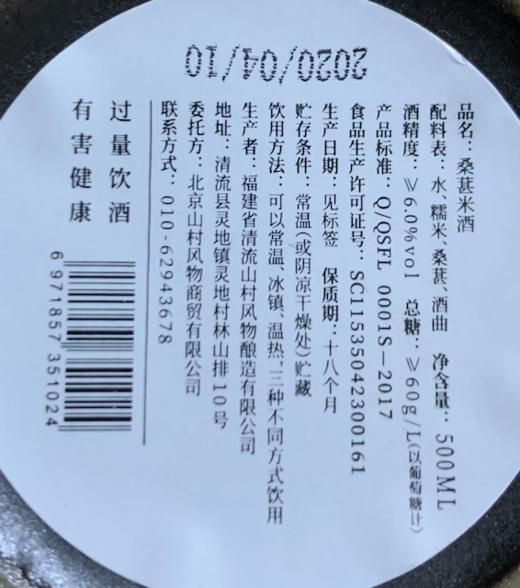 2020/04/10
品名：桑葚米酒
配料表：水、糯米、桑葚、酒曲 净含量：500ML
酒精度：≥6.0%vol 总糖：≥60g/L(以葡萄糖计)
产品标准：Q/QSFL 0001S—2017
食品生产许可证号：SC11535042300161
生产日期：见标签 保质期：十八个月
贮存条件：常温(或阴凉干燥处)贮藏
饮用方法：可以常温、冰镇、温热，三种不同方式饮用
生产者：福建省清流山村风物酿造有限公司
地址：清流县灵地镇灵地村林山排10号
委托方：北京山村风物商贸有限公司
联系方式：010-62943678
过量饮酒
有害健康
6 971857 351024